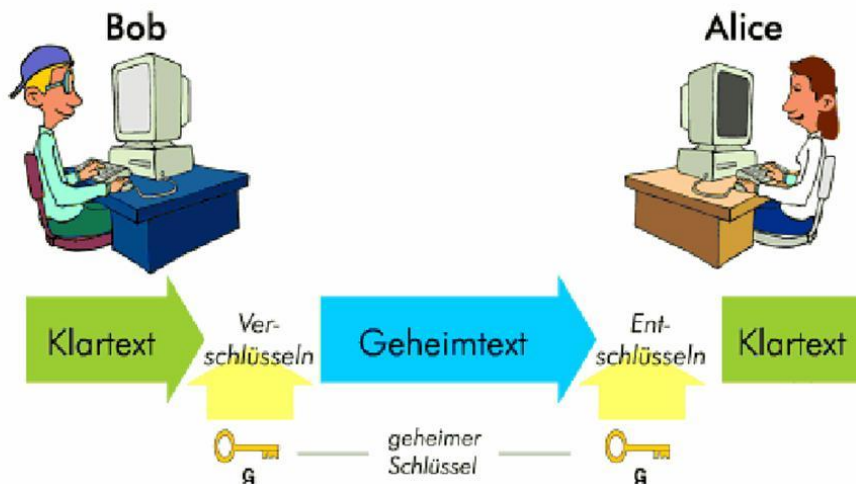 Bob
Alice
Klartext
Ver-
schlüsseln
Geheimtext
Ent-
schlüsseln
Klartext
G
geheimer
Schlüssel
G